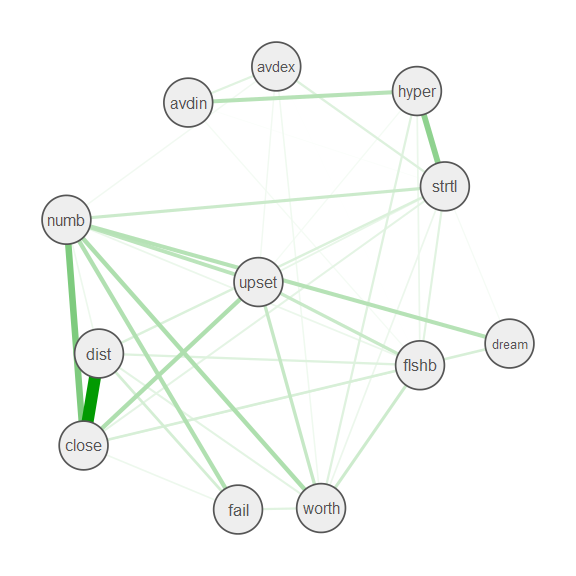 avdex
hyper
avdin
strtl
numb
upset
dream
dist
flshb
close
worth
fail